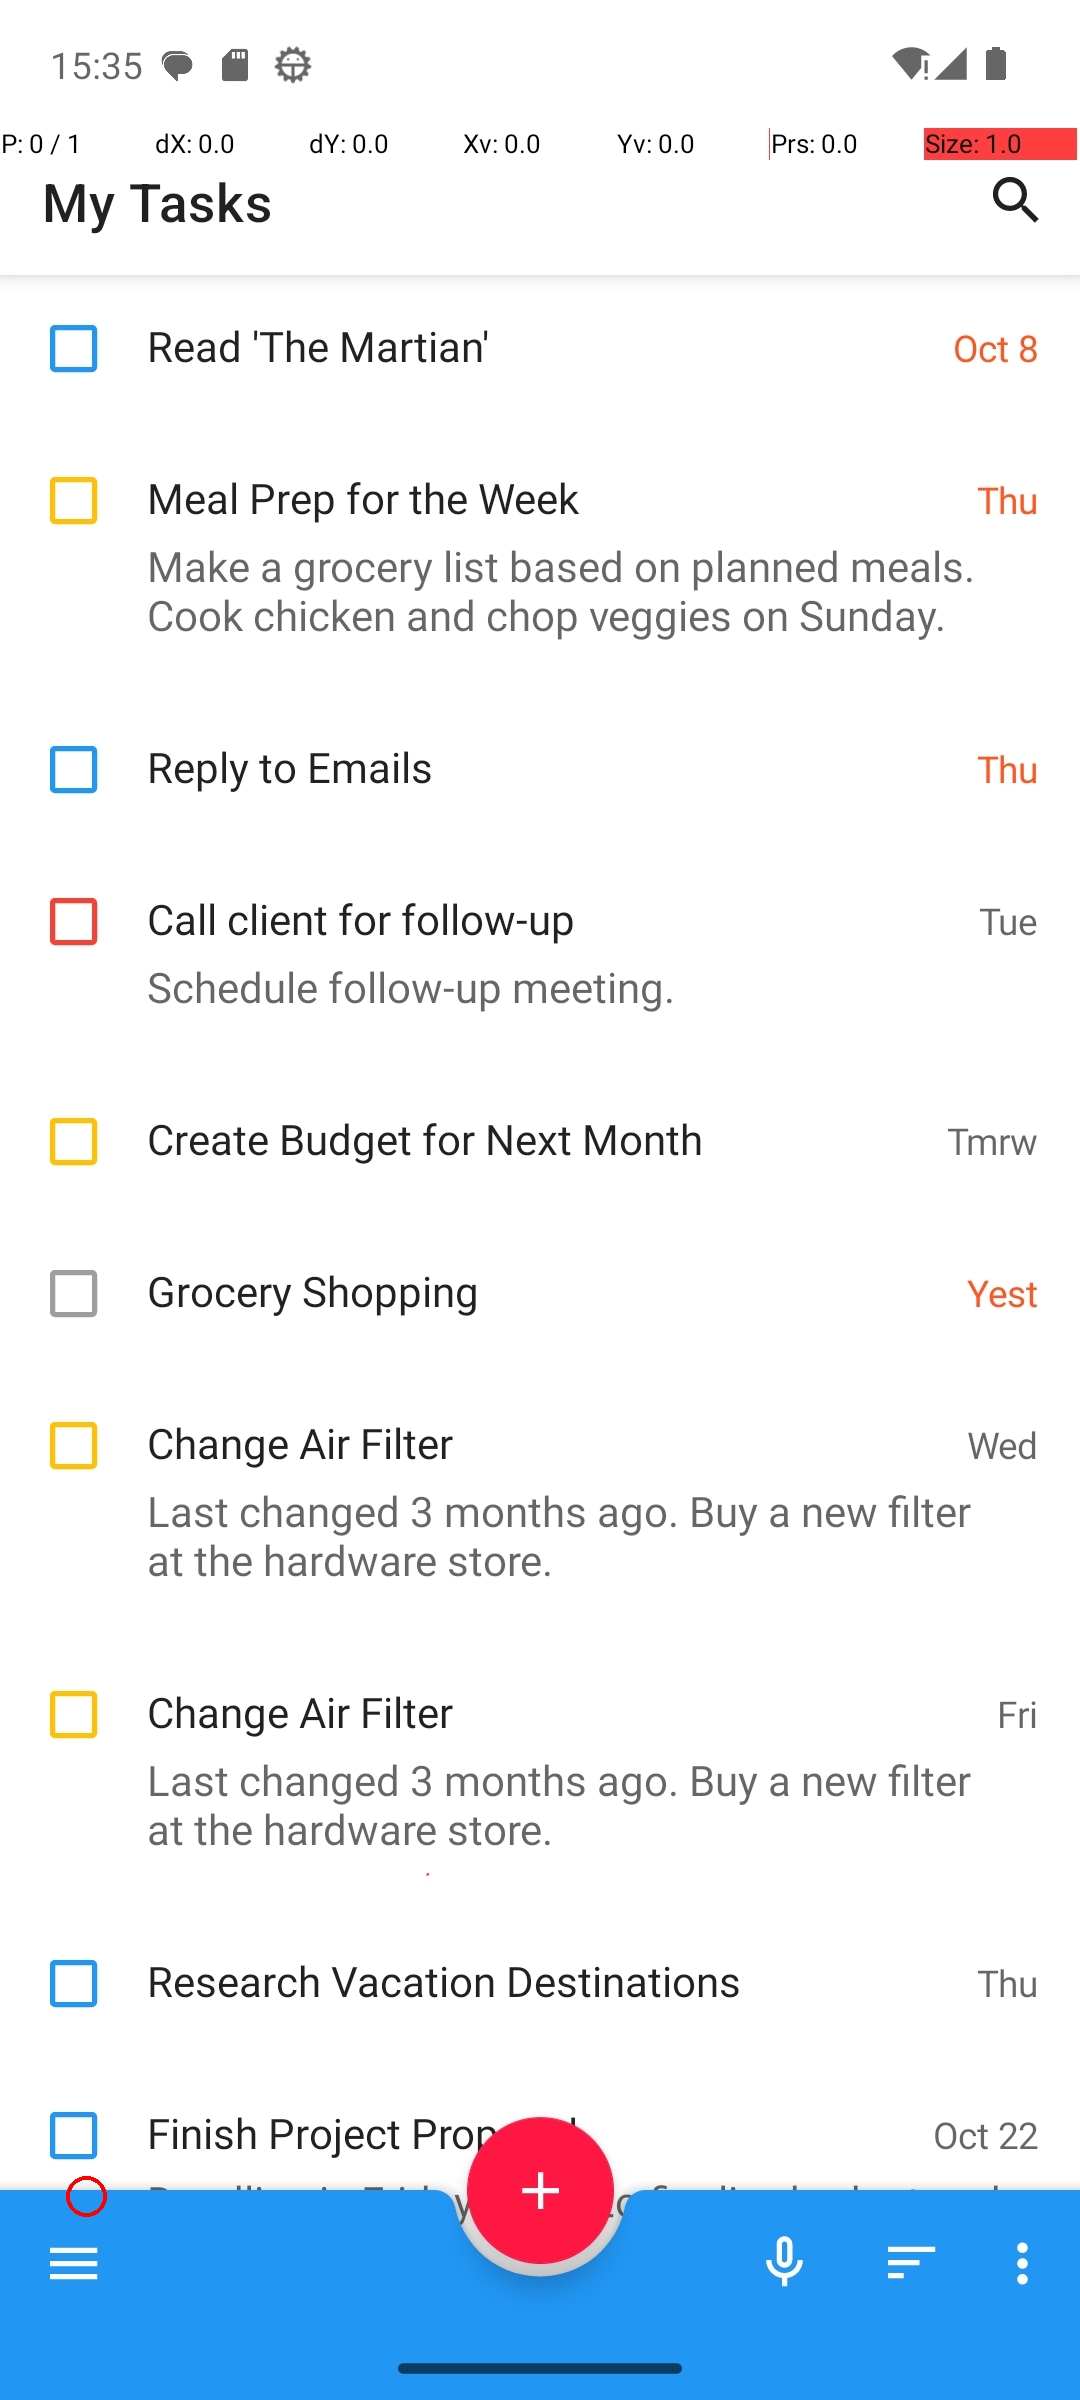 15:35
P: 0 / 1 dX: 0.0 dY: 0.0 Xv: 0.0 Yv: 0.0 Prs: 0.0 Size: 1.0
My Tasks
Read 'The Martian' Oct 8
Meal Prep for the Week Thu
Make a grocery list based on planned meals.
Cook chicken and chop veggies on Sunday.
Reply to Emails Thu
Call client for follow-up Tue
Schedule follow-up meeting.
Create Budget for Next Month Tmrw
Grocery Shopping Yest
Change Air Filter Wed
Last changed 3 months ago. Buy a new filter
at the hardware store.
Change Air Filter Fri
Last changed 3 months ago. Buy a new filter
at the hardware store.
Research Vacation Destinations Thu
Finish Project Oct 22